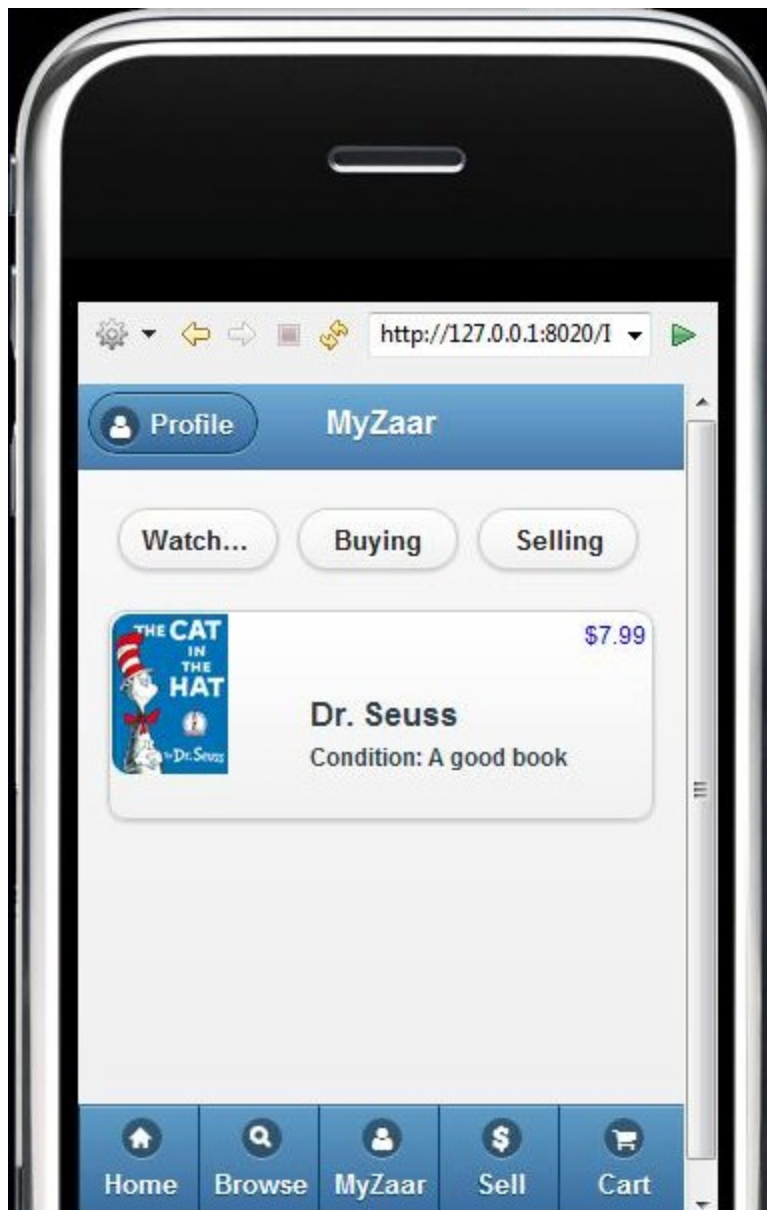 http://127.0.0.1:8020/I
Profile
MyZaar
Watch...
Buying
Selling
THE CAT
IN
THE
HAT
By Dr. Seuss
$7.99
Dr. Seuss
Condition: A good book
Home
Browse
MyZaar
Sell
Cart